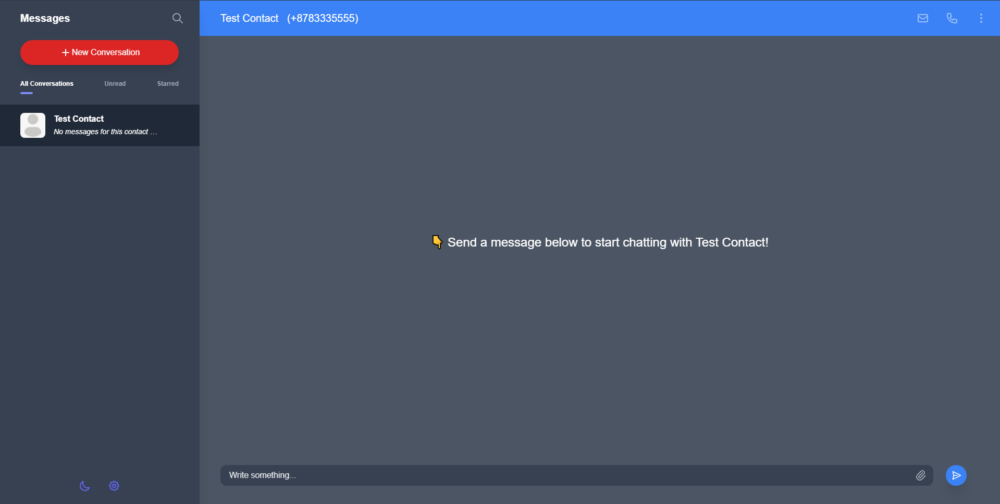 Messages
New Conversation
All Conversations
Unread
Starred
Test Contact
No messages for this contact …
Test Contact (+8783335555)
👇 Send a message below to start chatting with Test Contact!
Write something...